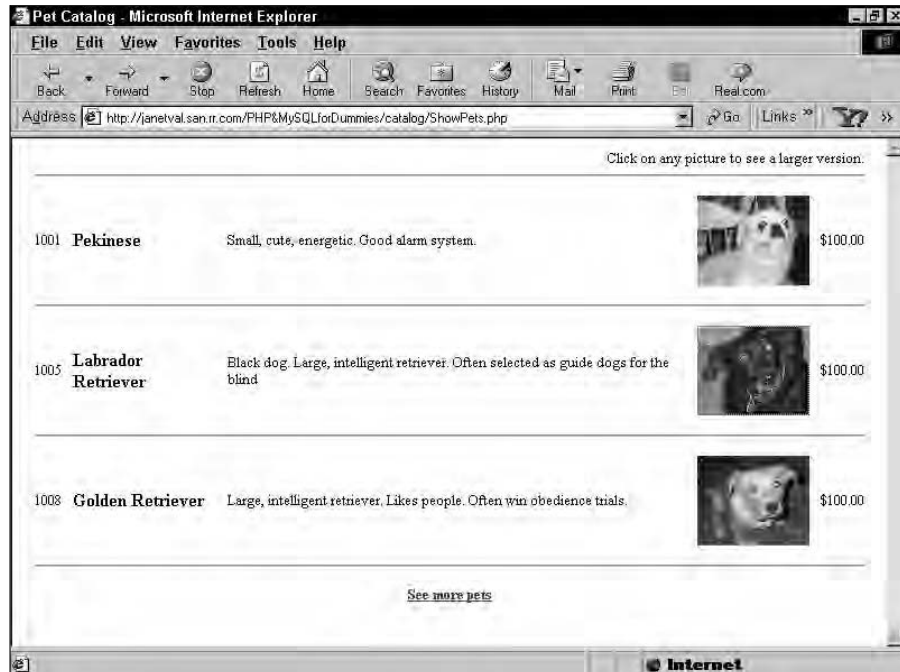 Pet Catalog - Microsoft Internet Explorer
File Edit View Favorites Tools Help
Back Forward Stop Refresh Home Search Favorites History Mail Print Real.com
Address http://janetval.san.rr.com/PHP&MySQLforDummies/catalog/ShowPets.php Go Links »
Click on any picture to see a larger version.
1001 Pekinese Small, cute, energetic. Good alarm system. $100.00
1005 Labrador Retriever Black dog. Large, intelligent retriever. Often selected as guide dogs for the blind $100.00
1008 Golden Retriever Large, intelligent retriever. Likes people. Often win obedience trials. $100.00
See more pets
Internet